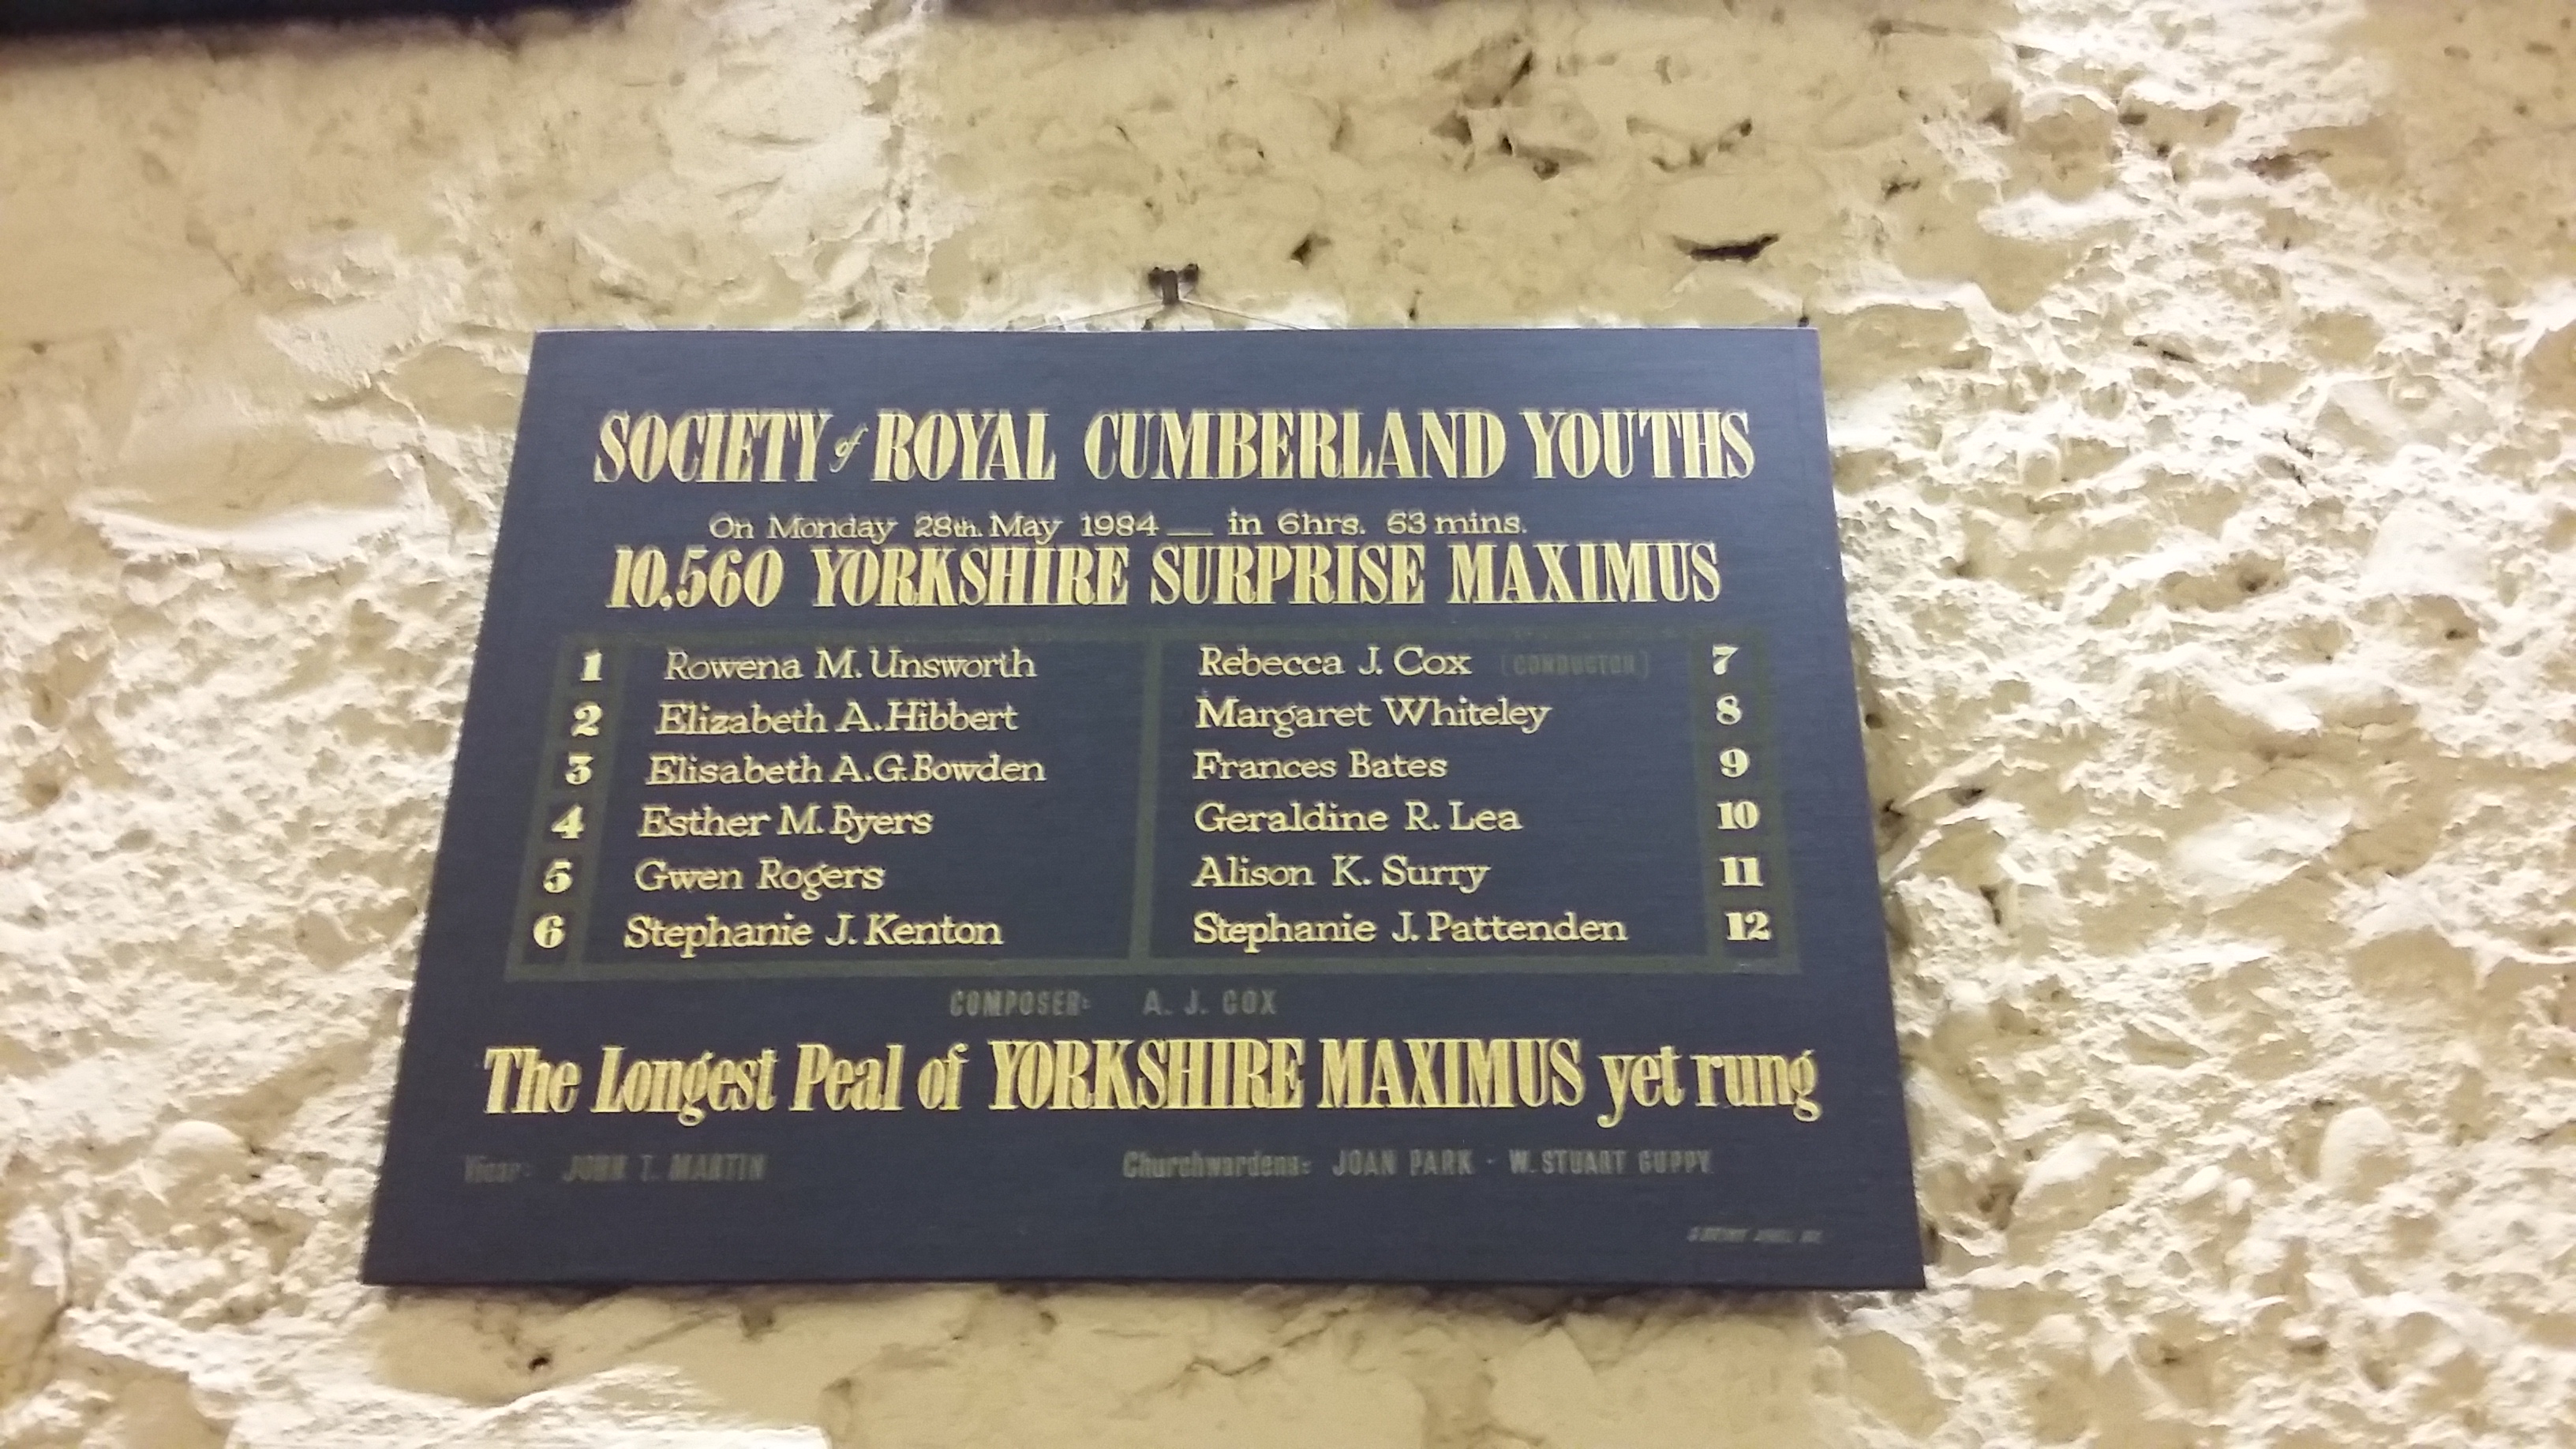 SOCIETY of ROYAL CUMBERLAND YOUTHS
On Monday 28th. May 1984 — in 6hrs. 53 mins.
10,560 YORKSHIRE SURPRISE MAXIMUS
1 Rowena M. Unsworth Rebecca J. Cox (CONDUCTOR) 7
2 Elizabeth A. Hibbert Margaret Whiteley 8
3 Elisabeth A.G. Bowden Frances Bates 9
4 Esther M. Byers Geraldine R. Lea 10
5 Gwen Rogers Alison K. Surry 11
6 Stephanie J. Kenton Stephanie J. Pattenden 12
COMPOSER: A. J. COX
The Longest Peal of YORKSHIRE MAXIMUS yet rung
Vicar: JOHN T. MARTIN Churchwardens: JOAN PARK - W. STUART GUPPY